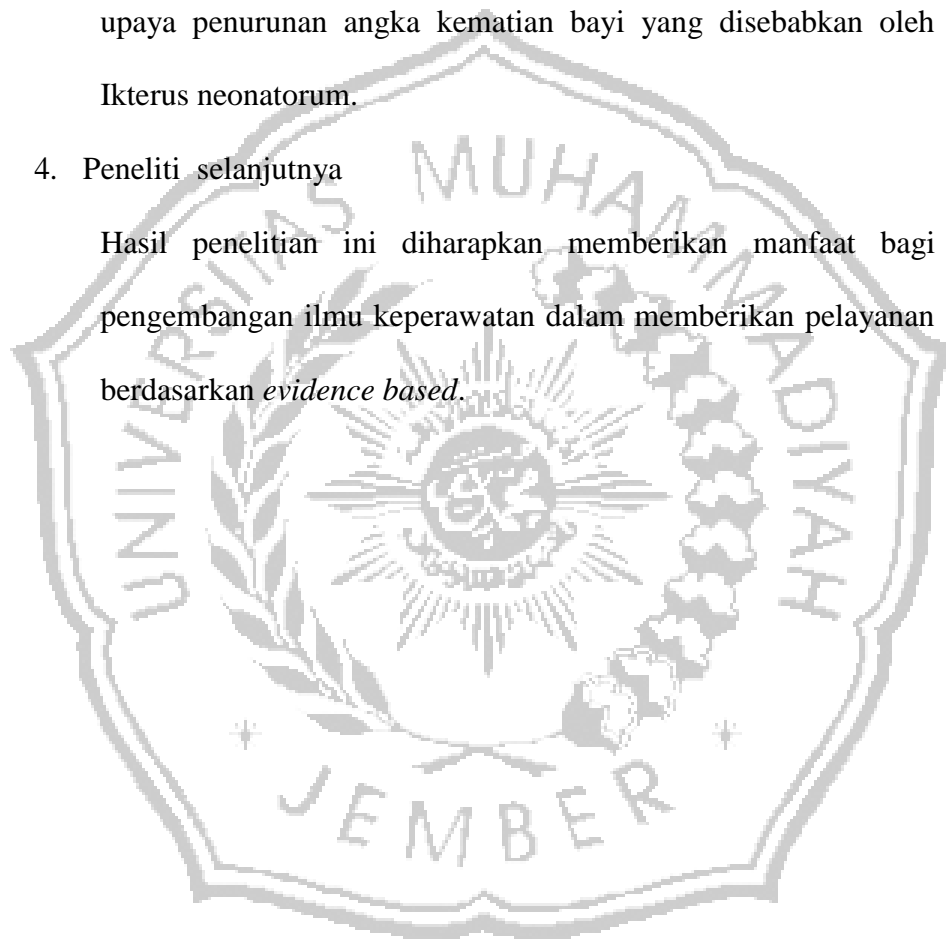 upaya penurunan angka kematian bayi yang disebabkan oleh
Ikterus neonatorum.
4. Peneliti selanjutnya
Hasil penelitian ini diharapkan memberikan manfaat bagi
pengembangan ilmu keperawatan dalam memberikan pelayanan
berdasarkan evidence based.
UNIVERSITAS MUHAMMADIYAH
JEMBER